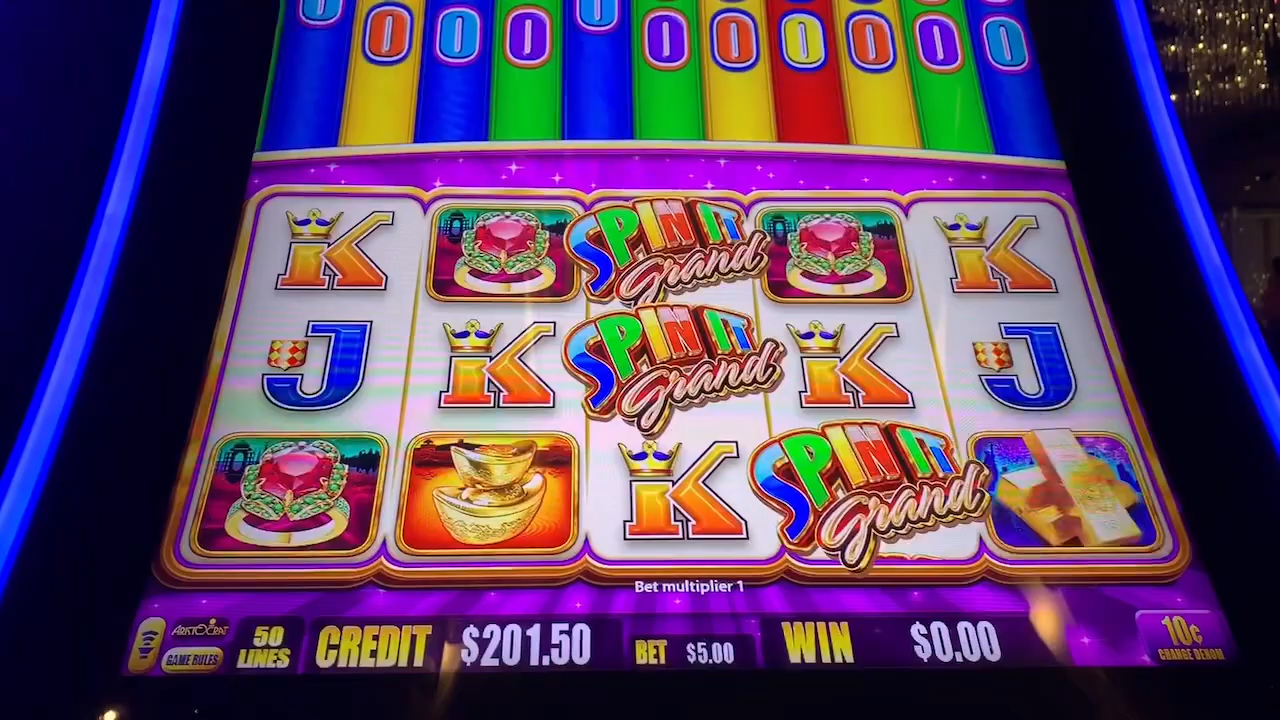 0 0 0 0 0 0 0 0 0 0 0
K SPIN IT Grand K
J K SPIN IT Grand K J
K SPIN IT Grand
Bet multiplier 1
ARISTOCRAT
GAME RULES
50
LINES
CREDIT $201.50
BET $5.00
WIN $0.00
10¢
CHANGE DENOM